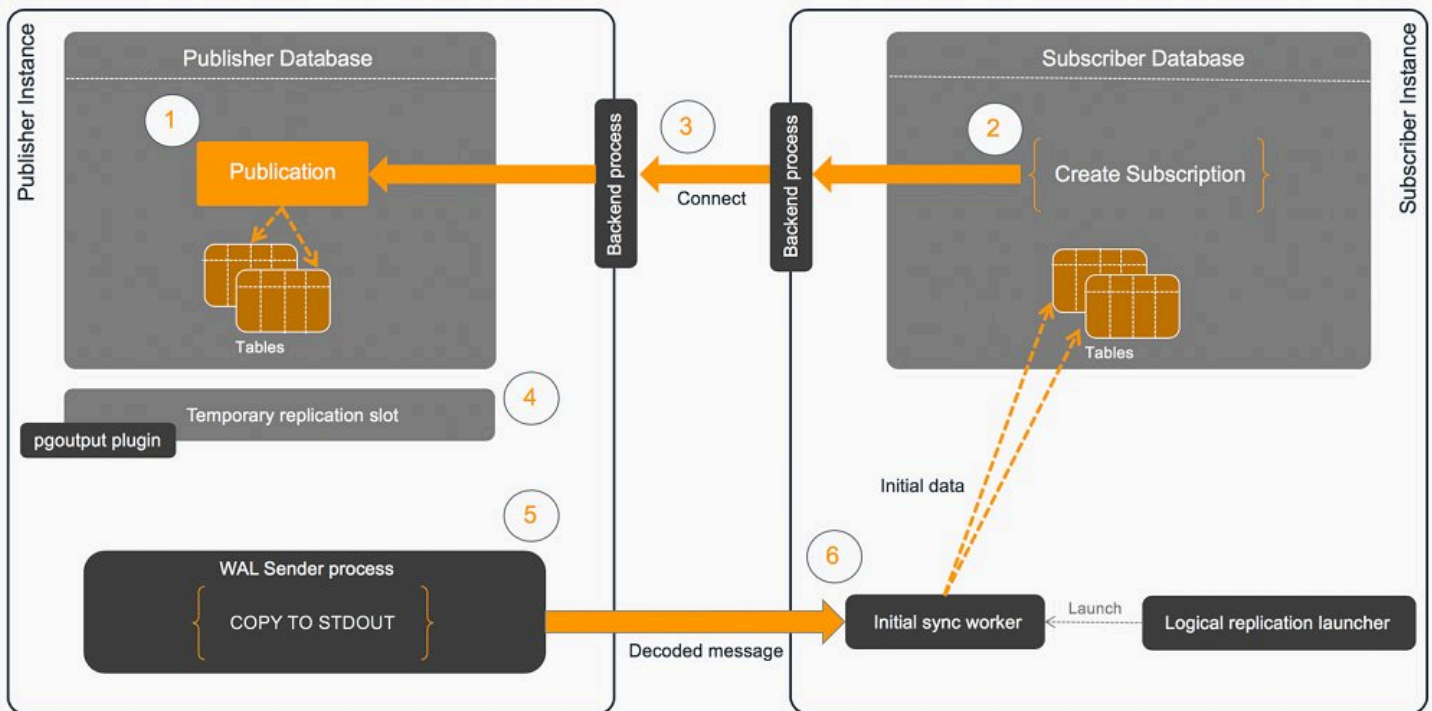 Publisher Instance
Publisher Database
1
Publication
Tables
Temporary replication slot
4
pgoutput plugin
5
WAL Sender process
COPY TO STDOUT
Backend process
3
Connect
Backend process
Decoded message
Subscriber Instance
Subscriber Database
2
Create Subscription
Tables
Initial data
6
Initial sync worker
Launch
Logical replication launcher